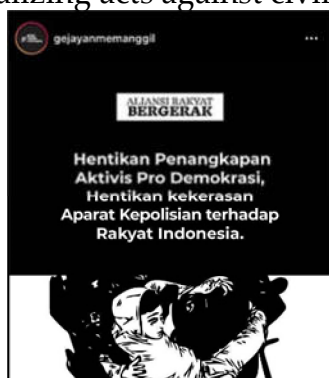 gejayanmemanggil
ALIANSI RAKYAT
BERGERAK
Hentikan Penangkapan
Aktivis Pro Demokrasi,
Hentikan kekerasan
Aparat Kepolisian terhadap
Rakyat Indonesia.